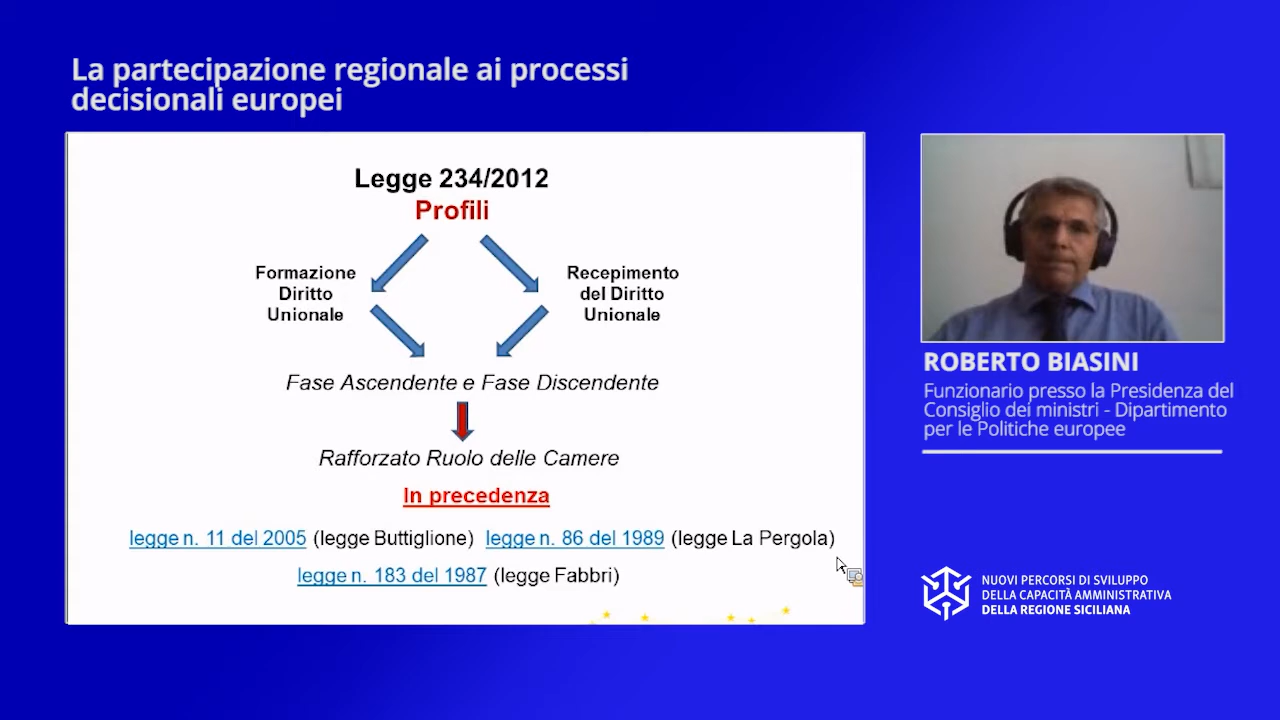 La partecipazione regionale ai processi
decisionali europei
Legge 234/2012
Profili
Formazione
Diritto
Unionale
Recepimento
del Diritto
Unionale
Fase Ascendente e Fase Discendente
Rafforzato Ruolo delle Camere
In precedenza
legge n. 11 del 2005 (legge Buttiglione) legge n. 86 del 1989 (legge La Pergola)
legge n. 183 del 1987 (legge Fabbri)
ROBERTO BIASINI
Funzionario presso la Presidenza del
Consiglio dei ministri - Dipartimento
per le Politiche europee
NUOVI PERCORSI DI SVILUPPO
DELLA CAPACITÀ AMMINISTRATIVA
DELLA REGIONE SICILIANA